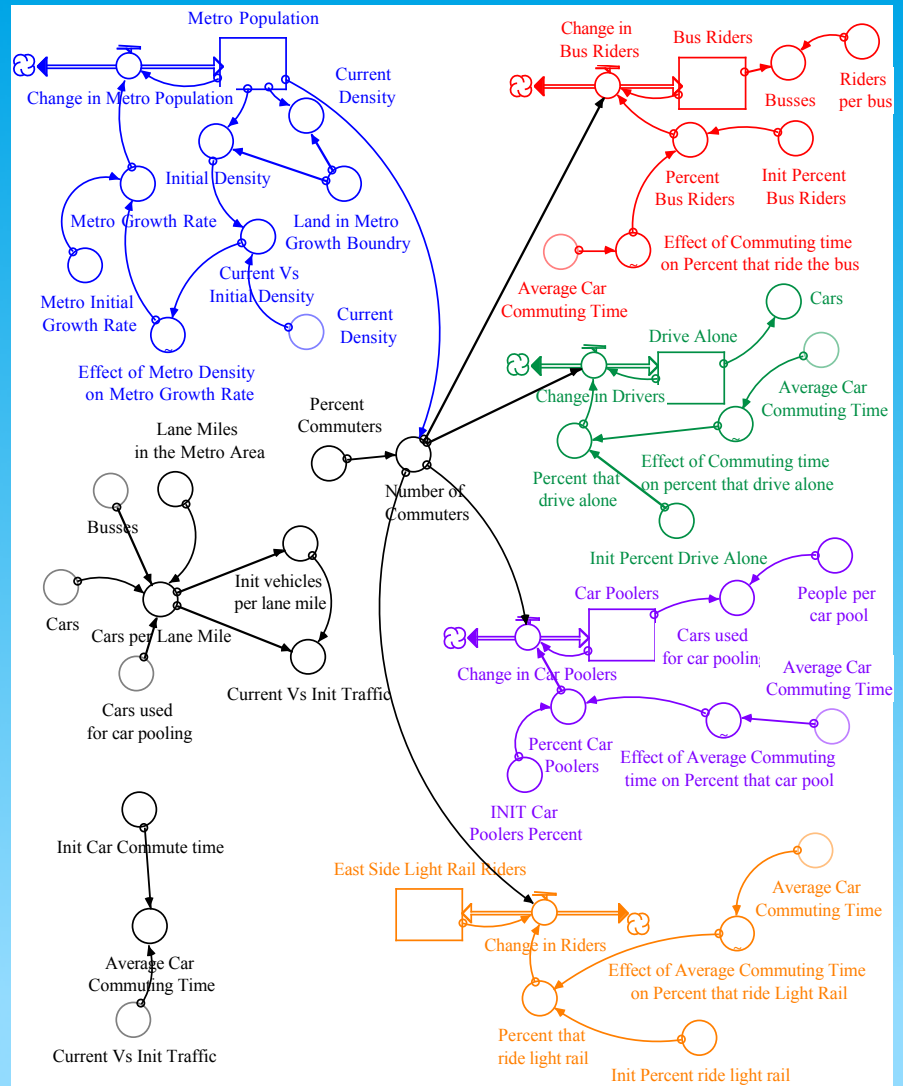 Metro Population
Change in Metro Population
Current
Density
Initial Density
Metro Growth Rate
Land in Metro
Growth Boundry
Current Vs
Initial Density
Metro Initial
Growth Rate
Current
Density
Effect of Metro Density
on Metro Growth Rate
Change in
Bus Riders
Bus Riders
Busses
Riders
per bus
Percent
Bus Riders
Init Percent
Bus Riders
Effect of Commuting time
on Percent that ride the bus
Average Car
Commuting Time
Cars
Drive Alone
Change in Drivers
Average Car
Commuting Time
Percent that
drive alone
Effect of Commuting time
on percent that drive alone
Init Percent Drive Alone
Percent
Commuters
Number of
Commuters
Lane Miles
in the Metro Area
Busses
Cars
Cars per Lane Mile
Init vehicles
per lane mile
Cars used
for car pooling
Current Vs Init Traffic
Car Poolers
People per
car pool
Change in Car Poolers
Cars used
for car pooling
Average Car
Commuting Time
Percent Car
Poolers
Effect of Average Commuting
time on Percent that car pool
INIT Car
Poolers Percent
Init Car Commute time
Average Car
Commuting Time
Current Vs Init Traffic
East Side Light Rail Riders
Change in Riders
Average Car
Commuting Time
Effect of Average Commuting Time
on Percent that ride Light Rail
Percent that
ride light rail
Init Percent ride light rail